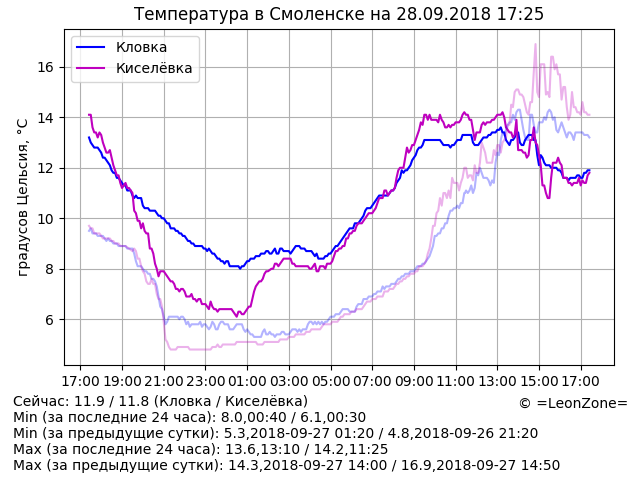 Температура в Смоленске на 28.09.2018 17:25
Кловка
Киселёвка
градусов Цельсия, °C
16
14
12
10
8
6
17:00 19:00 21:00 23:00 01:00 03:00 05:00 07:00 09:00 11:00 13:00 15:00 17:00
Сейчас: 11.9 / 11.8 (Кловка / Киселёвка)
© =LeonZone=
Min (за последние 24 часа): 8.0,00:40 / 6.1,00:30
Min (за предыдущие сутки): 5.3,2018-09-27 01:20 / 4.8,2018-09-26 21:20
Max (за последние 24 часа): 13.6,13:10 / 14.2,11:25
Max (за предыдущие сутки): 14.3,2018-09-27 14:00 / 16.9,2018-09-27 14:50